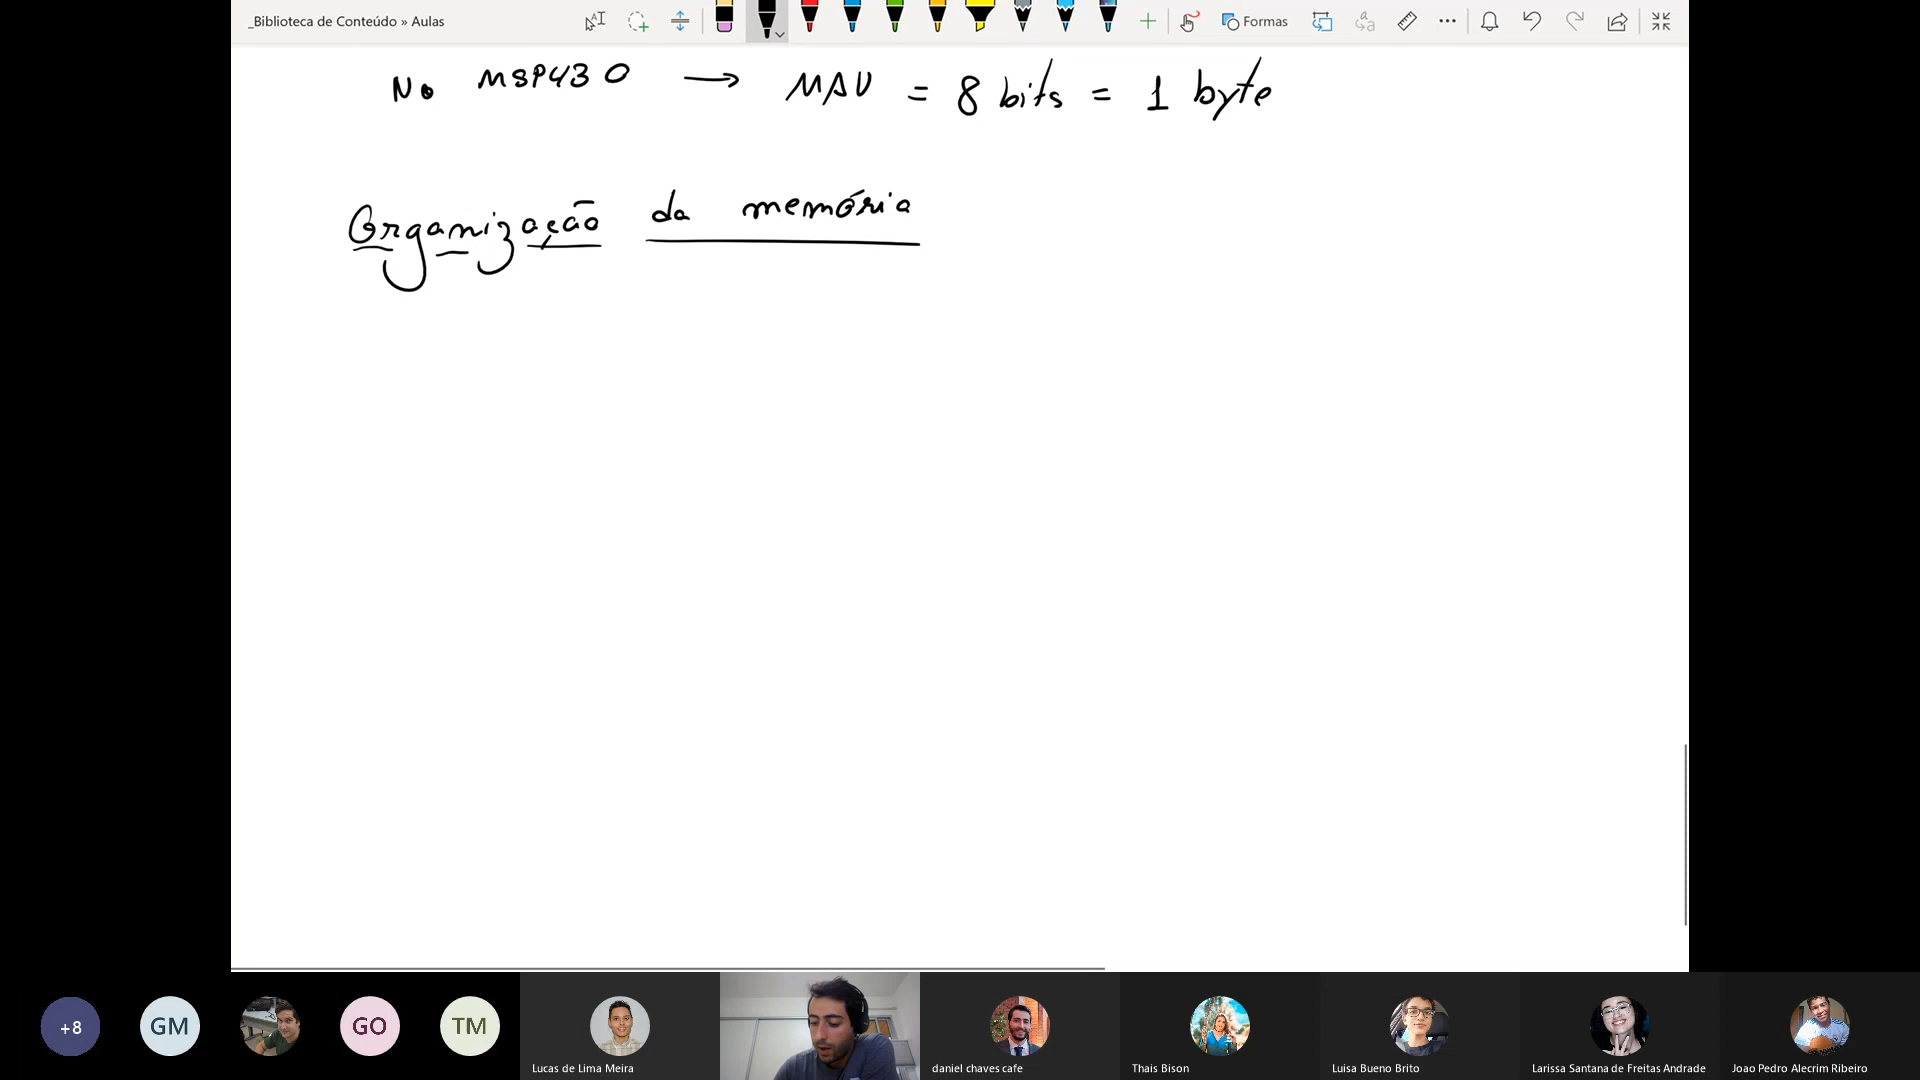 _Biblioteca de Conteúdo » Aulas
Formas
No MSP430 → MAU = 8 bits = 1 byte
Organização da memória
+8
GM
GO
TM
Lucas de Lima Meira
daniel chaves cafe
Thais Bison
Luisa Bueno Brito
Larissa Santana de Freitas Andrade
Joao Pedro Alecrim Ribeiro